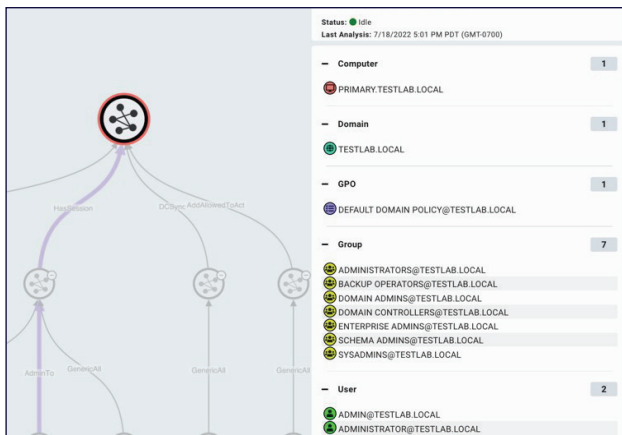 Status: Idle
Last Analysis: 7/18/2022 5:01 PM PDT (GMT-0700)
Computer 1
PRIMARY.TESTLAB.LOCAL
Domain 1
TESTLAB.LOCAL
GPO 1
DEFAULT DOMAIN POLICY@TESTLAB.LOCAL
Group 7
ADMINISTRATORS@TESTLAB.LOCAL
BACKUP OPERATORS@TESTLAB.LOCAL
DOMAIN ADMINS@TESTLAB.LOCAL
DOMAIN CONTROLLERS@TESTLAB.LOCAL
ENTERPRISE ADMINS@TESTLAB.LOCAL
SCHEMA ADMINS@TESTLAB.LOCAL
SYSADMINS@TESTLAB.LOCAL
User 2
ADMIN@TESTLAB.LOCAL
ADMINISTRATOR@TESTLAB.LOCAL
HasSession
DCSync
AddAllowedToAct
AdminTo
GenericAll
GenericAll
GenericAll